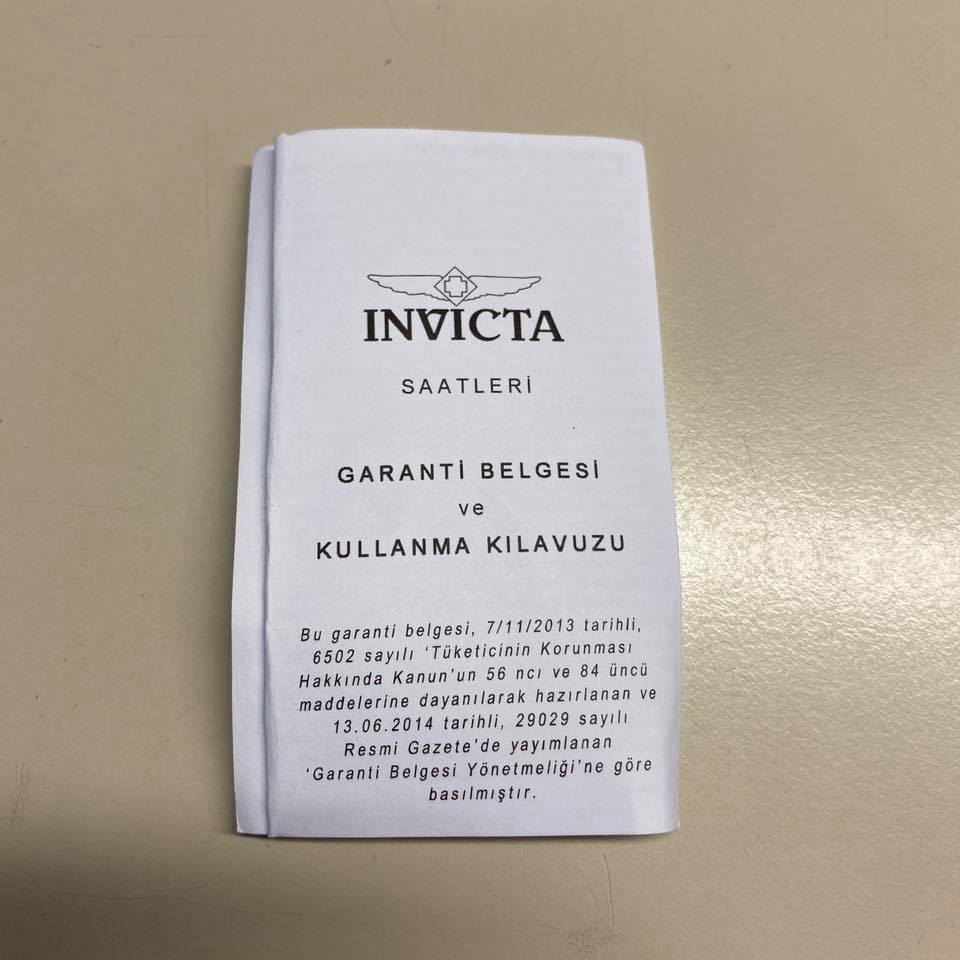 INVICTA
SAATLERİ
GARANTİ BELGESİ
ve
KULLANMA KILAVUZU
Bu garanti belgesi, 7/11/2013 tarihli,
6502 sayılı ‘Tüketicinin Korunması
Hakkında Kanun’un 56 ncı ve 84 üncü
maddelerine dayanılarak hazırlanan ve
13.06.2014 tarihli, 29029 sayılı
Resmi Gazete’de yayımlanan
‘Garanti Belgesi Yönetmeliği’ne göre
basılmıştır.